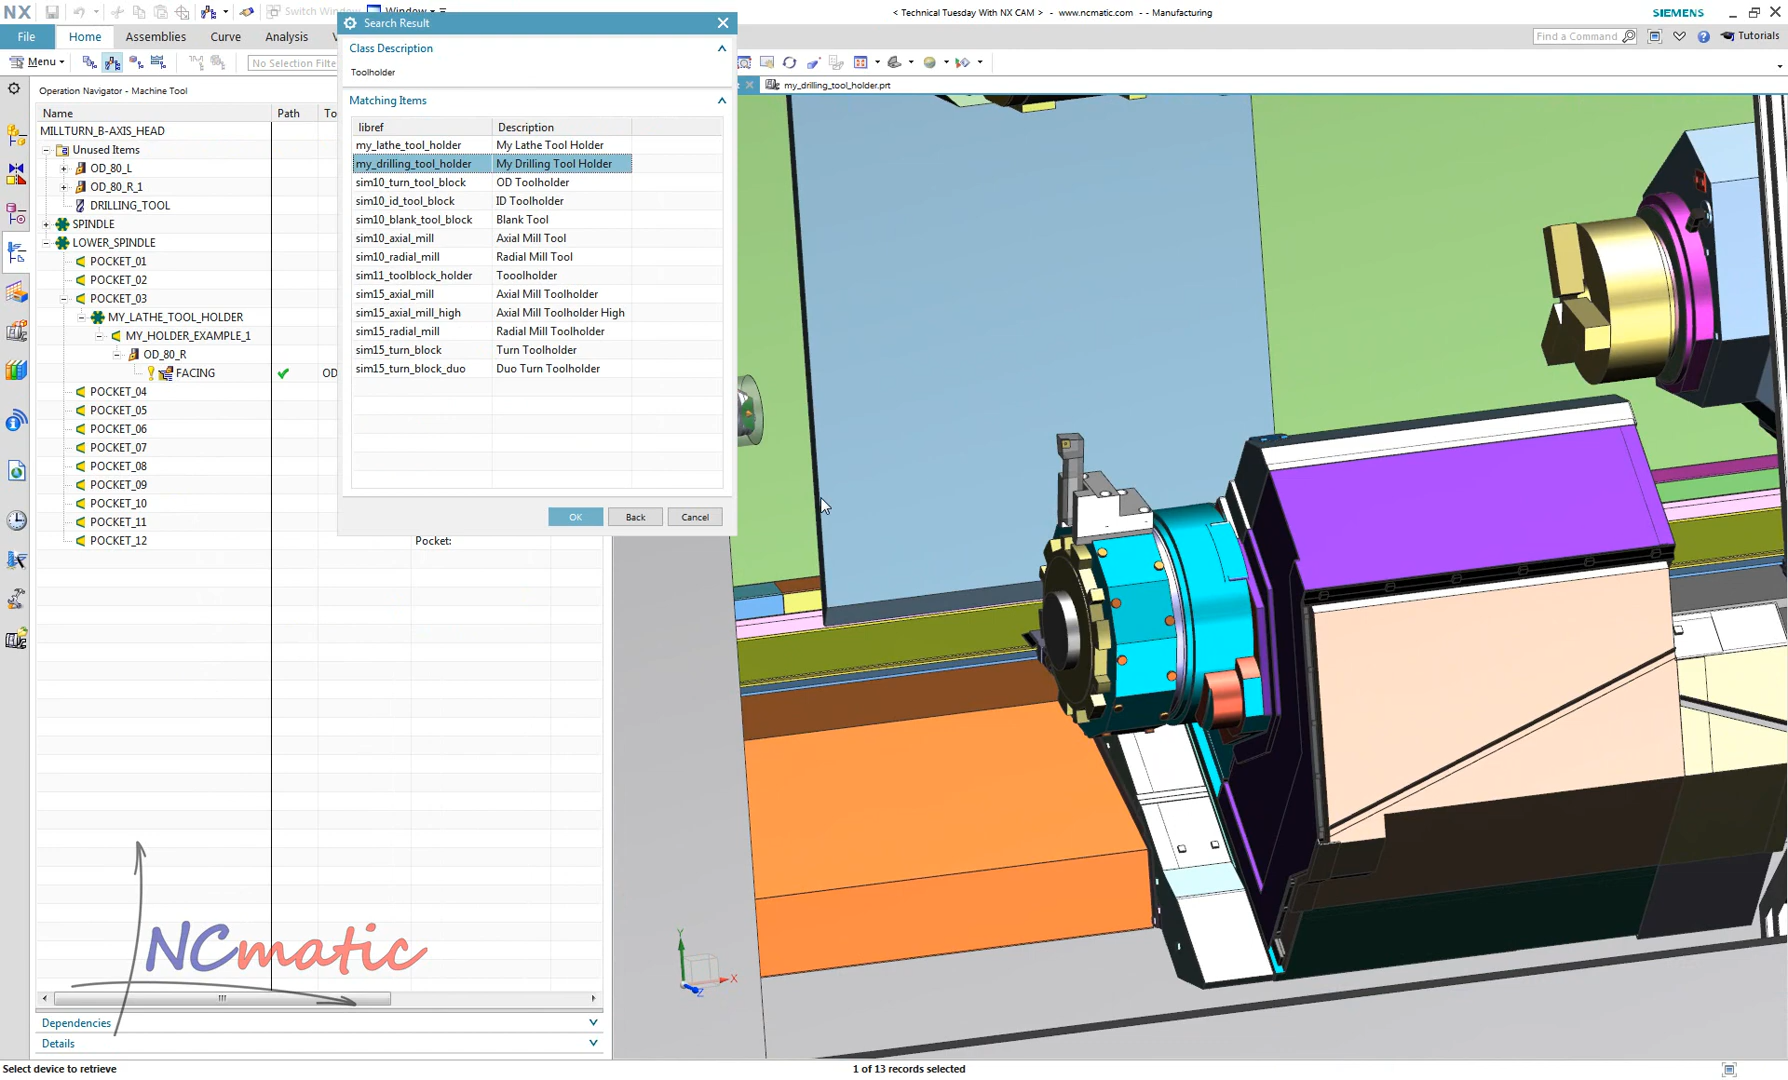 NX
Switch Window
Window
< Technical Tuesday With NX CAM > - www.ncmatic.com - - Manufacturing
SIEMENS
File
Home
Assemblies
Curve
Analysis
Find a Command
Tutorials
Menu
No Selection Filter
Search Result
Class Description
Toolholder
Matching Items
libref Description
my_lathe_tool_holder My Lathe Tool Holder
my_drilling_tool_holder My Drilling Tool Holder
sim10_turn_tool_block OD Toolholder
sim10_id_tool_block ID Toolholder
sim10_blank_tool_block Blank Tool
sim10_axial_mill Axial Mill Tool
sim10_radial_mill Radial Mill Tool
sim11_toolblock_holder Tooolholder
sim15_axial_mill Axial Mill Toolholder
sim15_axial_mill_high Axial Mill Toolholder High
sim15_radial_mill Radial Mill Toolholder
sim15_turn_block Turn Toolholder
sim15_turn_block_duo Duo Turn Toolholder
OK
Back
Cancel
my_drilling_tool_holder.prt
Operation Navigator - Machine Tool
Name Path To
MILLTURN_B-AXIS_HEAD
Unused Items
OD_80_L
OD_80_R_1
DRILLING_TOOL
SPINDLE
LOWER_SPINDLE
POCKET_01
POCKET_02
POCKET_03
MY_LATHE_TOOL_HOLDER
MY_HOLDER_EXAMPLE_1
OD_80_R
FACING OD
POCKET_04
POCKET_05
POCKET_06
POCKET_07
POCKET_08
POCKET_09
POCKET_10
POCKET_11
POCKET_12 Pocket:
NCmatic
Y
X
Z
Dependencies
Details
Select device to retrieve
1 of 13 records selected